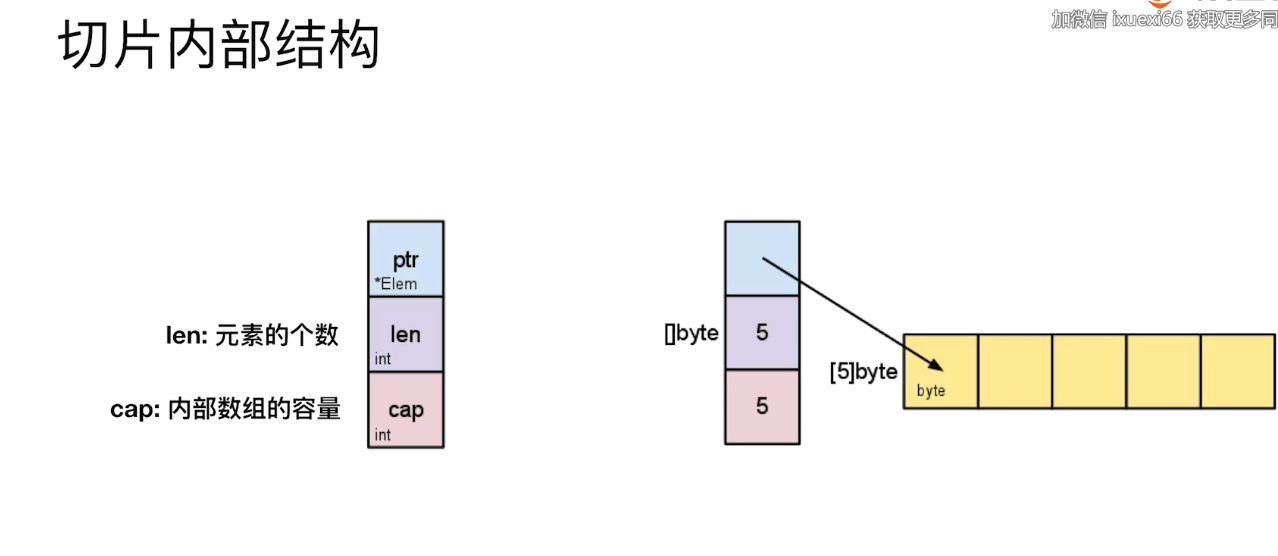 加微信 ixuexi66 获取更多同
切片内部结构
ptr
*Elem
len: 元素的个数
len
int
cap: 内部数组的容量
cap
int
[]byte
5
5
[5]byte
byte